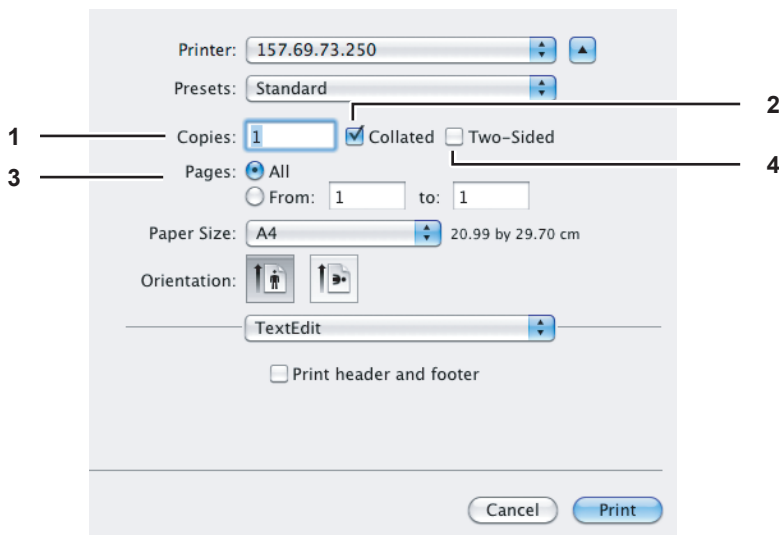 Printer: 157.69.73.250
Presets: Standard
2
1 Copies: 1 Collated Two-Sided
4
3 Pages: All
From: 1 to: 1
Paper Size: A4 20.99 by 29.70 cm
Orientation:
TextEdit
Print header and footer
Cancel Print